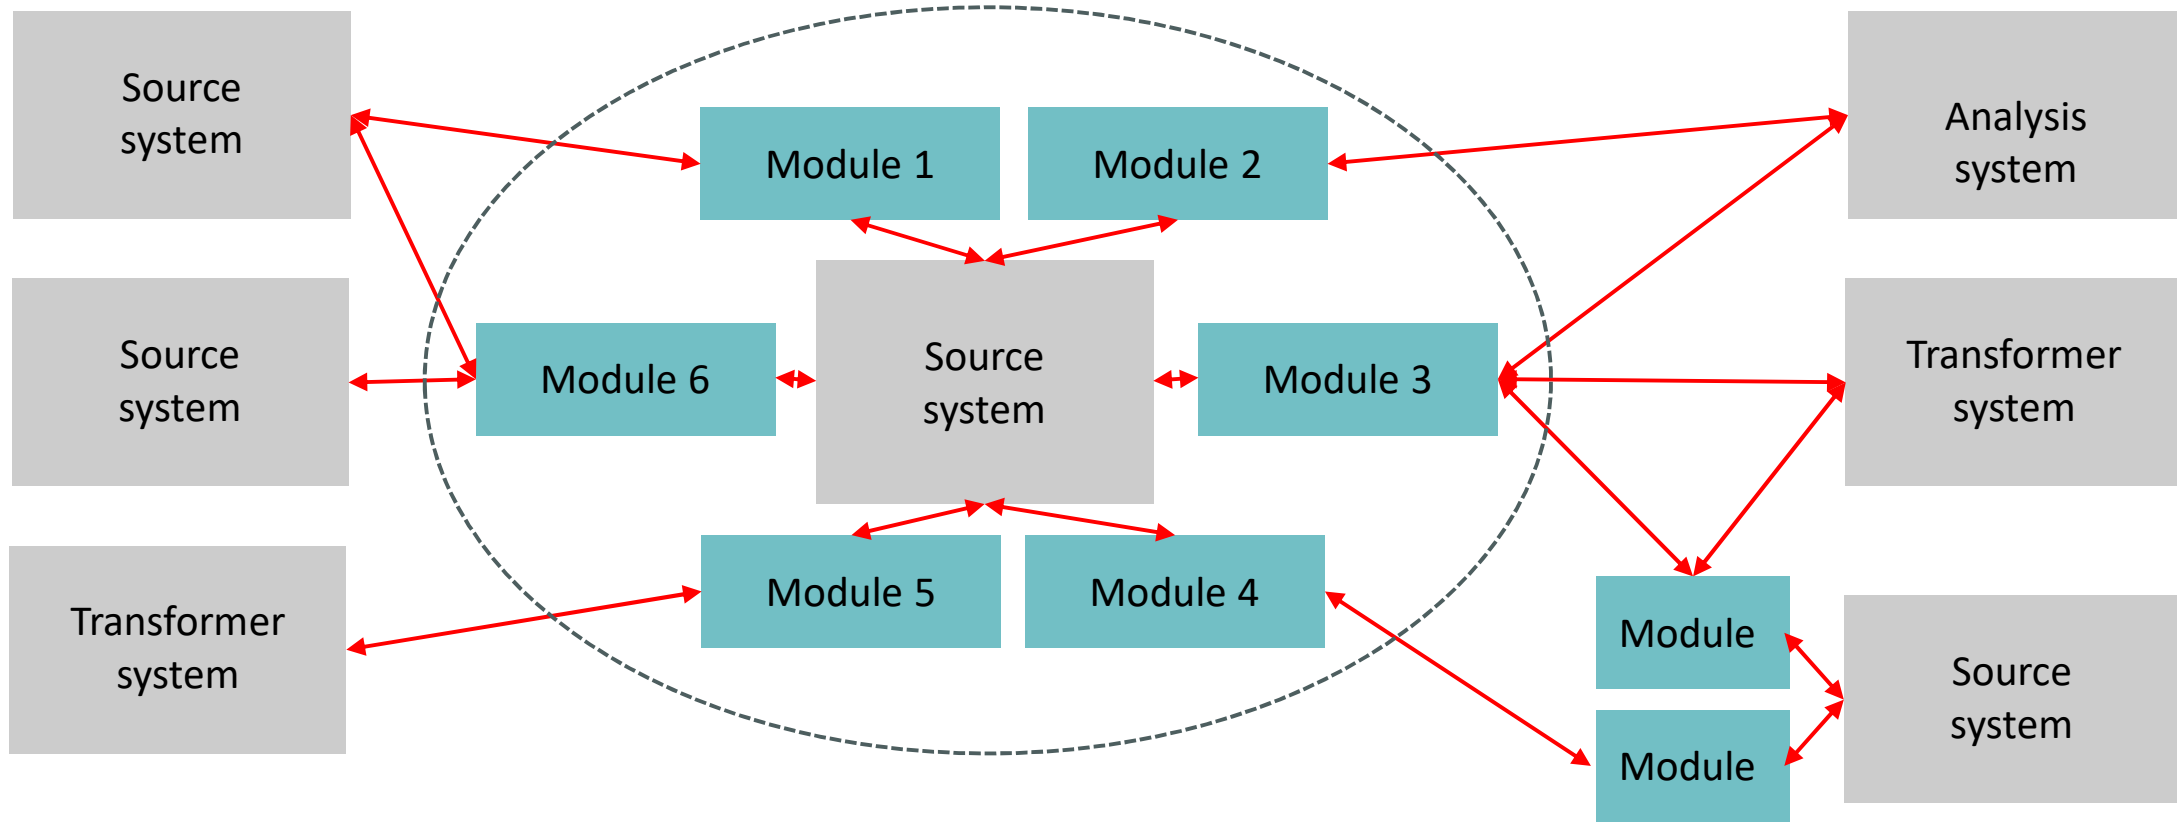 Source
system
Module 1
Module 2
Analysis
system
Source
system
Module 6
Source
system
Module 3
Transformer
system
Transformer
system
Module 5
Module 4
Module
Module
Source
system